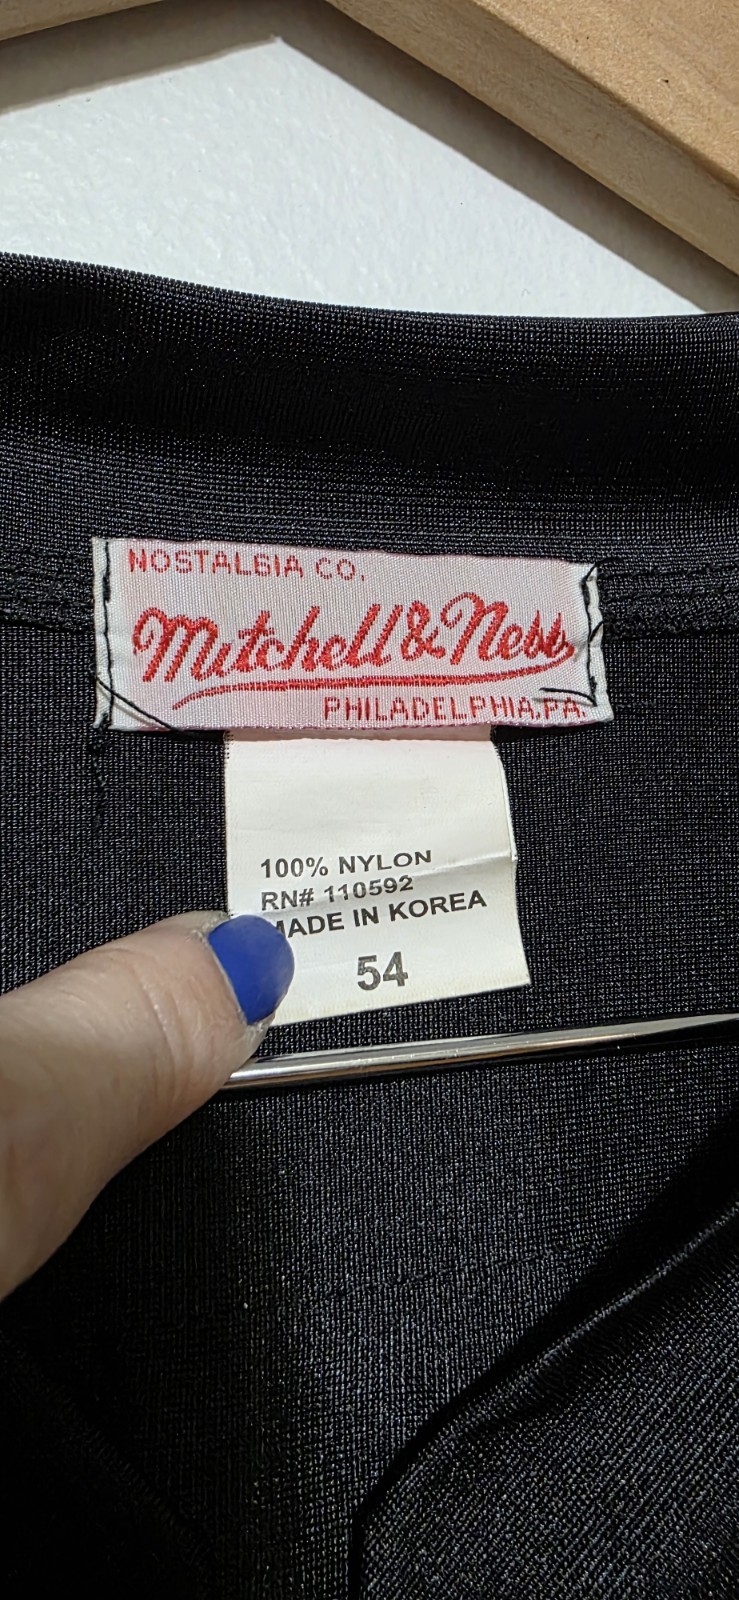 NOSTALGIA CO.
Mitchell & Ness
PHILADELPHIA, PA.
100% NYLON
RN# 110592
MADE IN KOREA
54